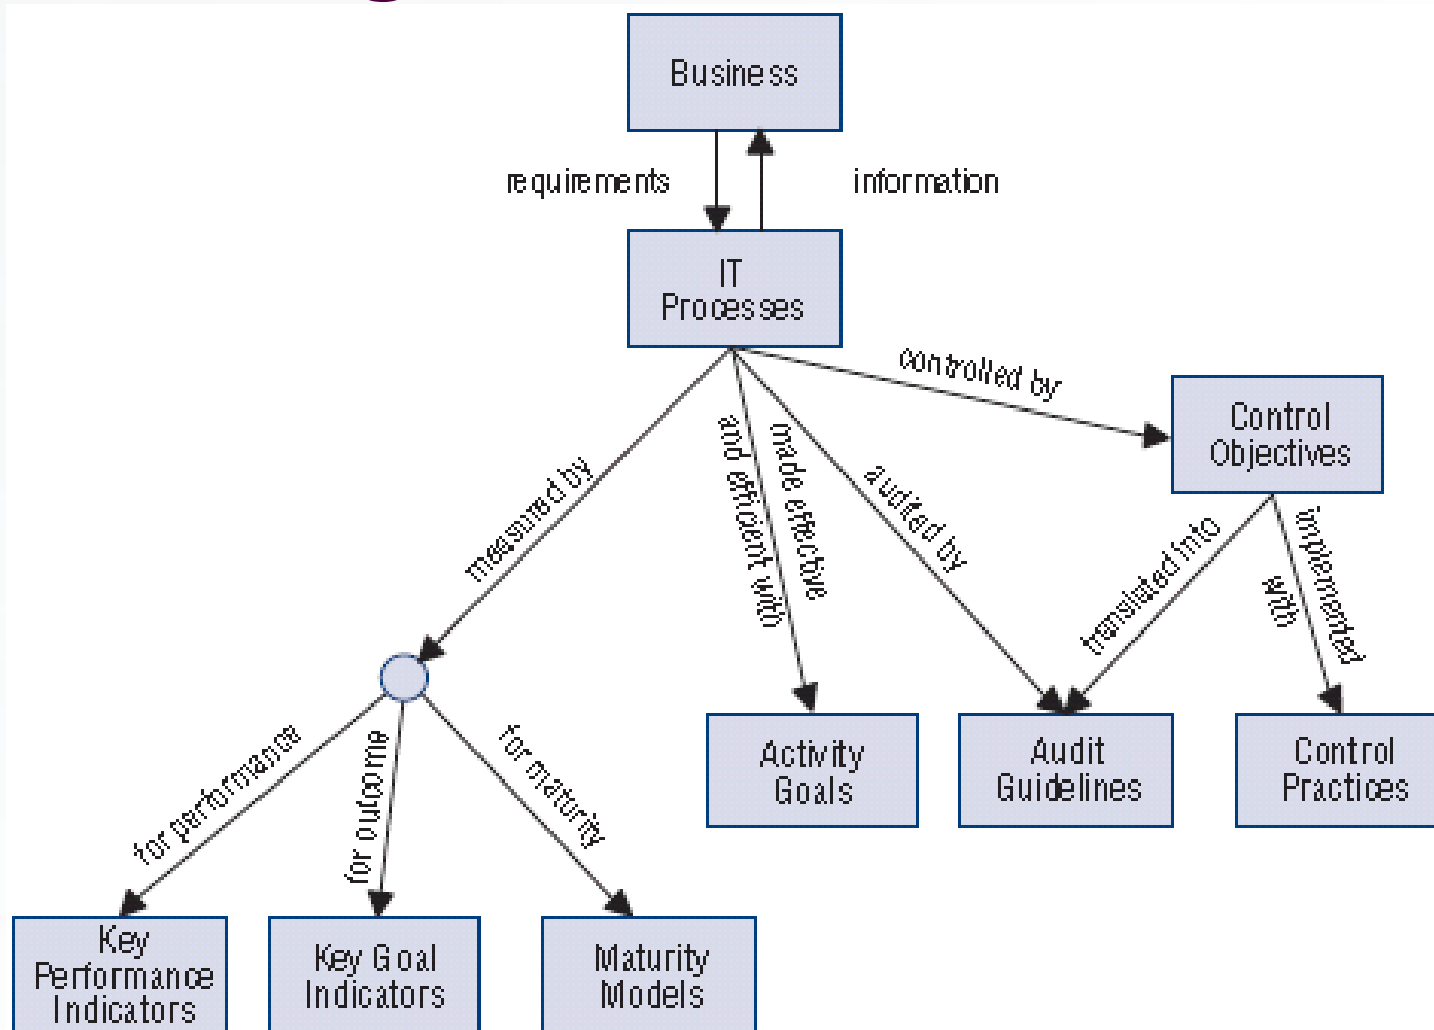 Business
requirements
information
IT
Processes
controlled by
Control
Objectives
measured by
made effective
and efficient with
audited by
translated into
implemented
with
Activity
Goals
Audit
Guidelines
Control
Practices
for performance
for outcome
for maturity
Key
Performance
Indicators
Key Goal
Indicators
Maturity
Models